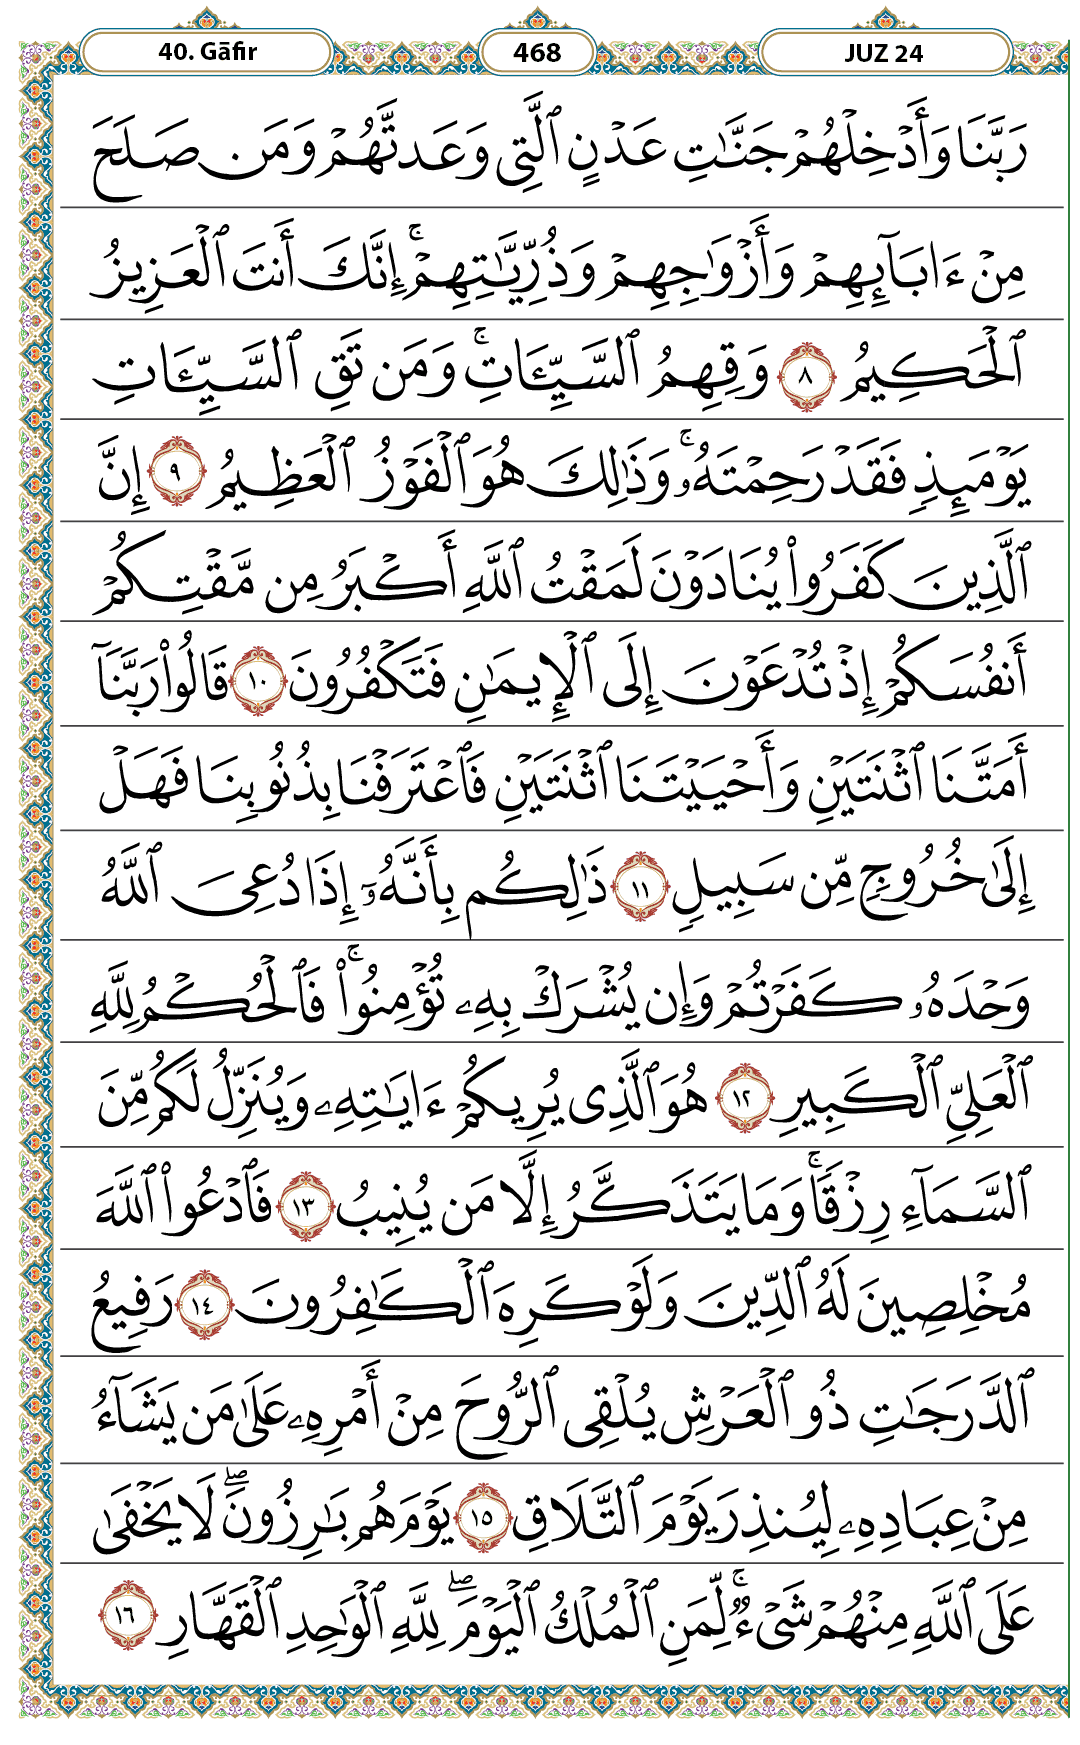 40. Gāfir
468
JUZ 24
رَبَّنَا وَأَدْخِلْهُمْ جَنَّٰتِ عَدْنٍ ٱلَّتِى وَعَدتَّهُمْ وَمَن صَلَحَ
مِنْ ءَابَآئِهِمْ وَأَزْوَٰجِهِمْ وَذُرِّيَّٰتِهِمْ ۚ إِنَّكَ أَنتَ ٱلْعَزِيزُ
ٱلْحَكِيمُ ٨ وَقِهِمُ ٱلسَّيِّـَٔاتِ ۚ وَمَن تَقِ ٱلسَّيِّـَٔاتِ
يَوْمَئِذٍ فَقَدْ رَحِمْتَهُۥ ۚ وَذَٰلِكَ هُوَ ٱلْفَوْزُ ٱلْعَظِيمُ ٩ إِنَّ
ٱلَّذِينَ كَفَرُوا۟ يُنَادَوْنَ لَمَقْتُ ٱللَّهِ أَكْبَرُ مِن مَّقْتِكُمْ
أَنفُسَكُمْ إِذْ تُدْعَوْنَ إِلَى ٱلْإِيمَٰنِ فَتَكْفُرُونَ ١٠ قَالُوا۟ رَبَّنَآ
أَمَتَّنَا ٱثْنَتَيْنِ وَأَحْيَيْتَنَا ٱثْنَتَيْنِ فَٱعْتَرَفْنَا بِذُنُوبِنَا فَهَلْ
إِلَىٰ خُرُوجٍ مِّن سَبِيلٍ ١١ ذَٰلِكُم بِأَنَّهُۥٓ إِذَا دُعِىَ ٱللَّهُ
وَحْدَهُۥ كَفَرْتُمْ وَإِن يُشْرَكْ بِهِۦ تُؤْمِنُوا۟ ۚ فَٱلْحُكْمُ لِلَّهِ
ٱلْعَلِىِّ ٱلْكَبِيرِ ١٢ هُوَ ٱلَّذِى يُرِيكُمْ ءَايَٰتِهِۦ وَيُنَزِّلُ لَكُم مِّنَ
ٱلسَّمَآءِ رِزْقًا ۚ وَمَا يَتَذَكَّرُ إِلَّا مَن يُنِيبُ ١٣ فَٱدْعُوا۟ ٱللَّهَ
مُخْلِصِينَ لَهُ ٱلدِّينَ وَلَوْ كَرِهَ ٱلْكَٰفِرُونَ ١٤ رَفِيعُ
ٱلدَّرَجَٰتِ ذُو ٱلْعَرْشِ يُلْقِى ٱلرُّوحَ مِنْ أَمْرِهِۦ عَلَىٰ مَن يَشَآءُ
مِنْ عِبَادِهِۦ لِيُنذِرَ يَوْمَ ٱلتَّلَاقِ ١٥ يَوْمَ هُم بَٰرِزُونَ ۖ لَا يَخْفَىٰ
عَلَى ٱللَّهِ مِنْهُمْ شَىْءٌ ۚ لِّمَنِ ٱلْمُلْكُ ٱلْيَوْمَ ۖ لِلَّهِ ٱلْوَٰحِدِ ٱلْقَهَّارِ ١٦